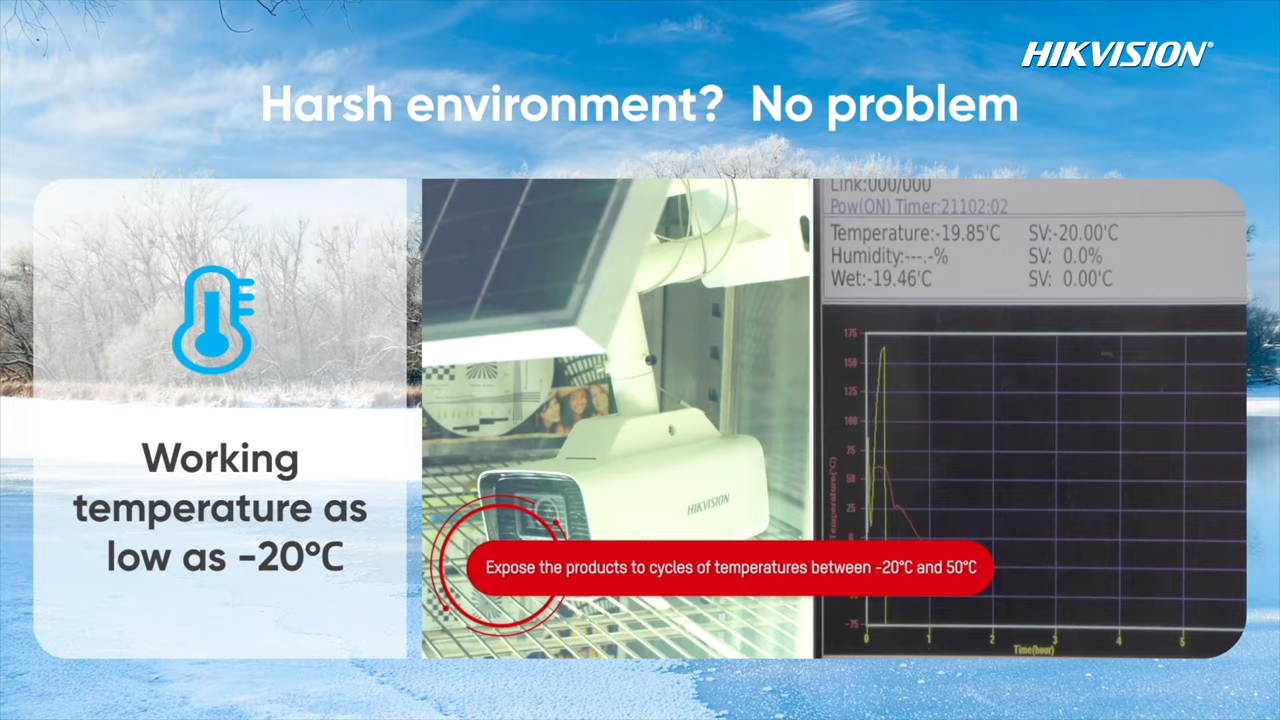 HIKVISION®
Harsh environment? No problem
Working
temperature as
low as -20°C
HIKVISION
Expose the products to cycles of temperatures between -20°C and 50°C
Link:000/000
Pow(ON) Timer:21102:02
Temperature:-19.85'C SV:-20.00'C
Humidity:---.-% SV: 0.0%
Wet:-19.46'C SV: 0.00'C
175
150
125
100
75
50
25
0
-75
Temperature(°C)
0 1 2 3 4 5
Time(hour)